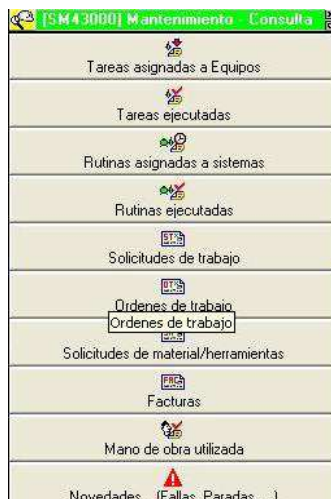 [SM43000] Mantenimiento - Consulta
Tareas asignadas a Equipos
Tareas ejecutadas
Rutinas asignadas a sistemas
Rutinas ejecutadas
Solicitudes de trabajo
Ordenes de trabajo
Ordenes de trabajo
Solicitudes de material/herramientas
Facturas
Mano de obra utilizada
Novedades... (Fallas, Paradas, ...)